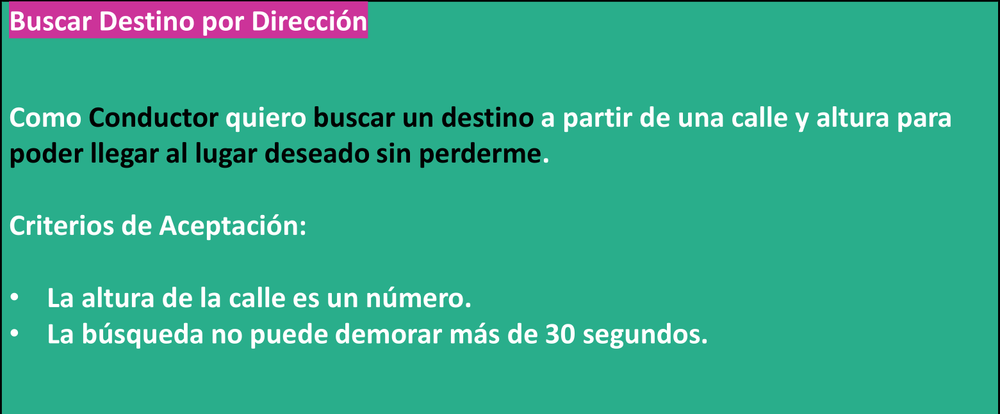 Buscar Destino por Dirección
Como Conductor quiero buscar un destino a partir de una calle y altura para
poder llegar al lugar deseado sin perderme.
Criterios de Aceptación:
• La altura de la calle es un número.
• La búsqueda no puede demorar más de 30 segundos.